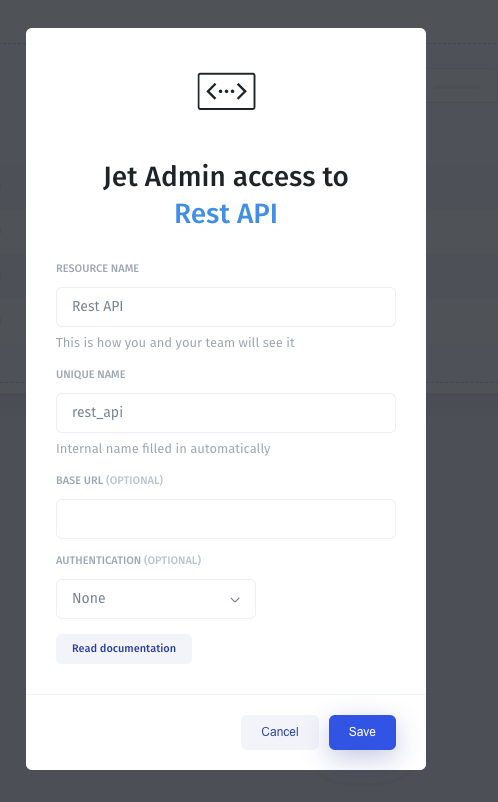 Jet Admin access to
Rest API
RESOURCE NAME
Rest API
This is how you and your team will see it
UNIQUE NAME
rest_api
Internal name filled in automatically
BASE URL (OPTIONAL)
AUTHENTICATION (OPTIONAL)
None
Read documentation
Cancel Save